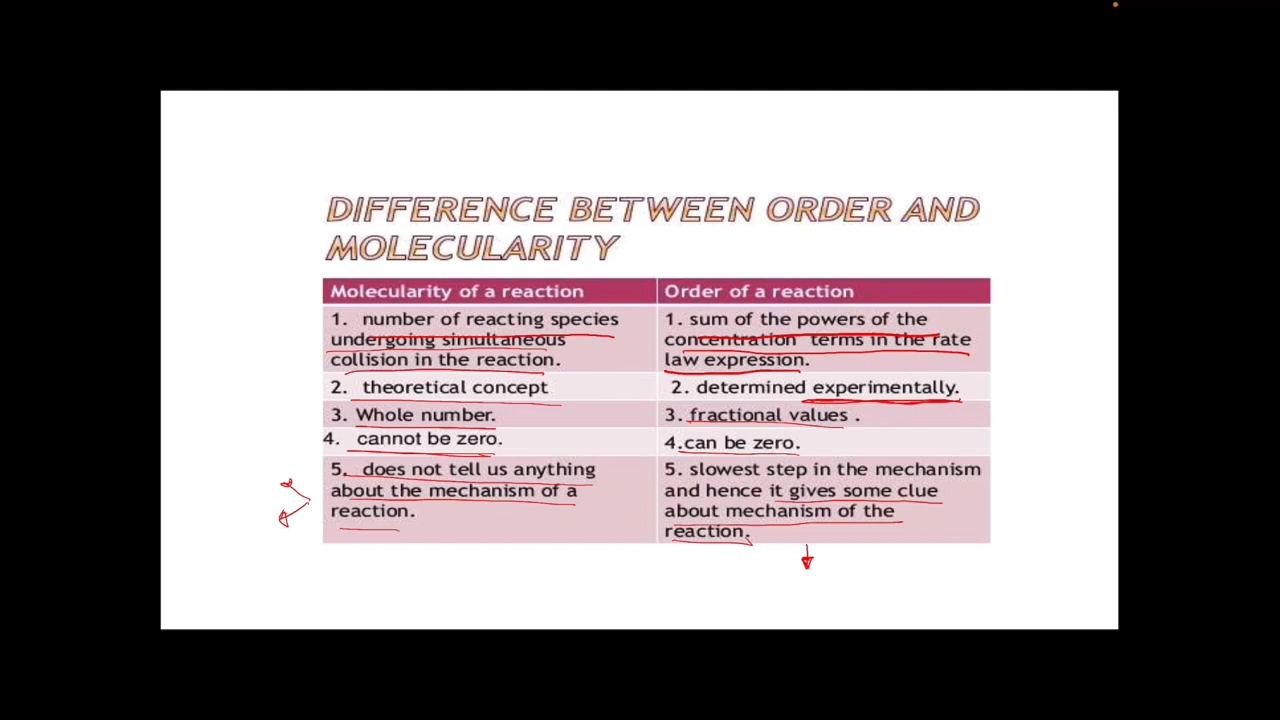 DIFFERENCE BETWEEN ORDER AND
MOLECULARITY
Molecularity of a reaction
Order of a reaction
1. number of reacting species
undergoing simultaneous
collision in the reaction.
1. sum of the powers of the
concentration terms in the rate
law expression.
2. theoretical concept
2. determined experimentally.
3. Whole number.
3. fractional values .
4. cannot be zero.
4.can be zero.
5. does not tell us anything
about the mechanism of a
reaction.
5. slowest step in the mechanism
and hence it gives some clue
about mechanism of the
reaction.